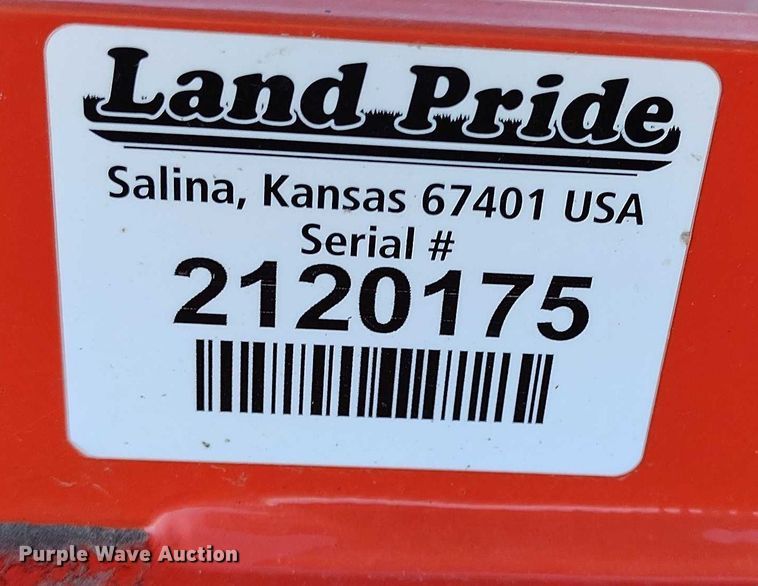 Land Pride
Salina, Kansas 67401 USA
Serial #
2120175
Purple Wave Auction